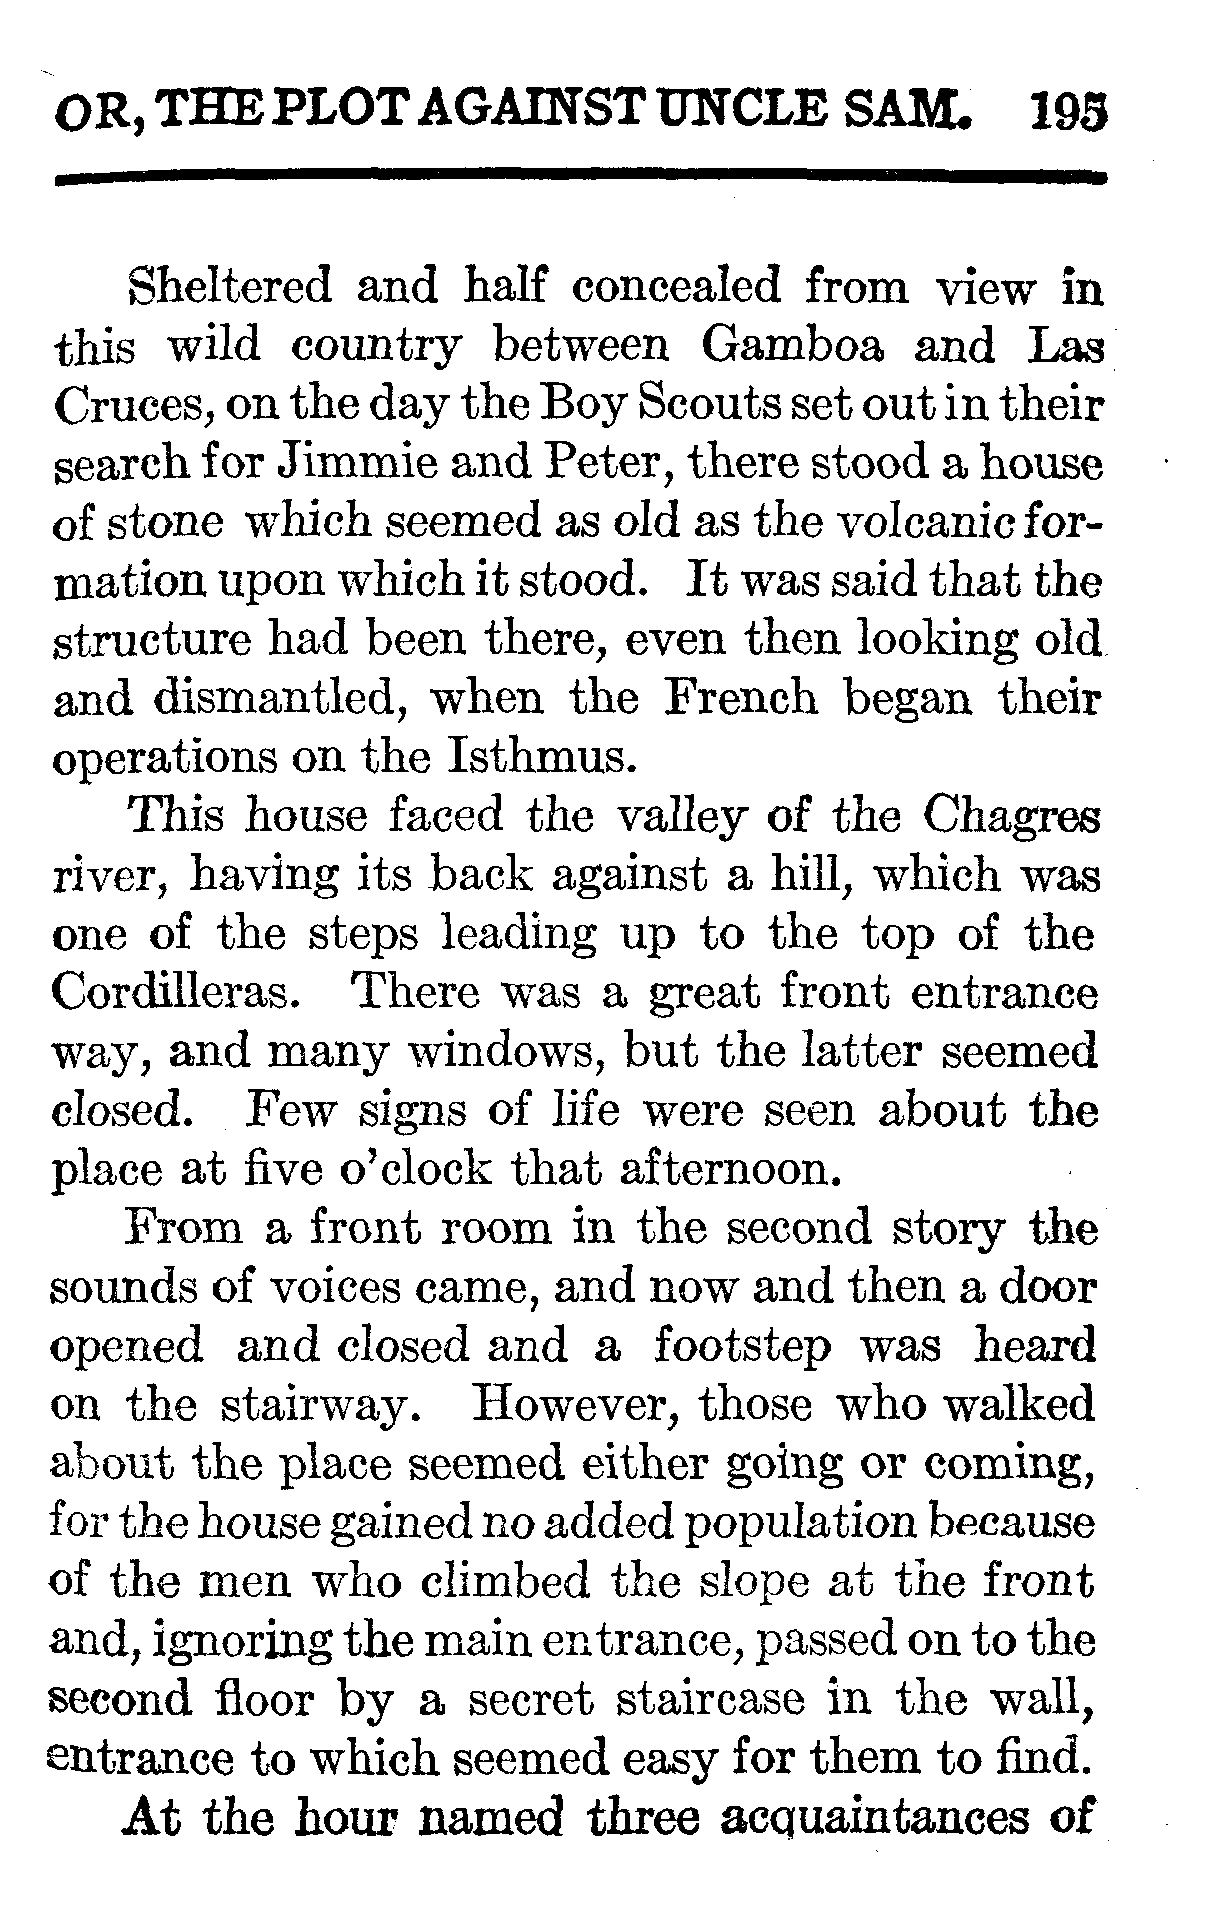 OR, THE PLOT AGAINST UNCLE SAM. 195
Sheltered and half concealed from view in
this wild country between Gamboa and Las
Cruces, on the day the Boy Scouts set out in their
search for Jimmie and Peter, there stood a house
of stone which seemed as old as the volcanic for-
mation upon which it stood. It was said that the
structure had been there, even then looking old
and dismantled, when the French began their
operations on the Isthmus.
This house faced the valley of the Chagres
river, having its back against a hill, which was
one of the steps leading up to the top of the
Cordilleras. There was a great front entrance
way, and many windows, but the latter seemed
closed. Few signs of life were seen about the
place at five o'clock that afternoon.
From a front room in the second story the
sounds of voices came, and now and then a door
opened and closed and a footstep was heard
on the stairway. However, those who walked
about the place seemed either going or coming,
for the house gained no added population because
of the men who climbed the slope at the front
and, ignoring the main entrance, passed on to the
second floor by a secret staircase in the wall,
entrance to which seemed easy for them to find.
At the hour named three acquaintances of